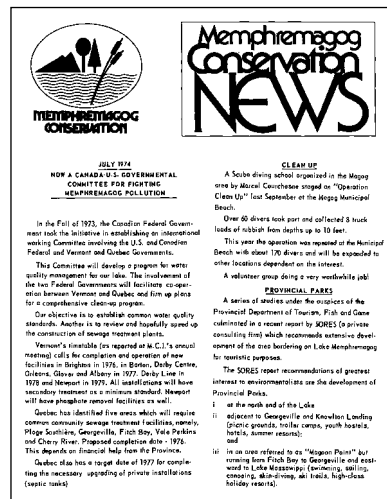 MEMPHREMAGOG
CONSERVATION
Memphremagog
Conservation
NEWS
JULY 1974
NOW A CANADA-U.S. GOVERNMENTAL
COMMITTEE FOR FIGHTING
MEMPHREMAGOG POLLUTION
In the Fall of 1973, the Canadian Federal Govern-
ment took the initiative in establishing an international
working Committee involving the U.S. and Canadian
Federal and Vermont and Quebec Governments.
This Committee will develop a program for water
quality management for our lake. The involvement of
the two Federal Governments will facilitate co-oper-
ation between Vermont and Quebec and firm up plans
for a comprehensive clean-up program.
Our objective is to establish common water quality
standards. Another is to review and hopefully speed up
the construction of sewage treatment plants.
Vermont's timetable (as reported at M.C.I.'s annual
meeting) calls for completion and operation of new
facilities in Brighton in 1976, in Barton, Derby Centre,
Orleans, Glover and Albany in 1977. Derby Line in
1978 and Newport in 1979. All installations will have
secondary treatment as a minimum standard. Newport
will have phosphate removal facilities as well.
Quebec has identified five areas which will require
common community sewage treatment facilities, namely,
Plage Southiere, Georgeville, Fitch Bay, Vale Perkins
and Cherry River. Proposed completion date - 1976.
This depends on financial help from the Province.
Quebec also has a target date of 1977 for comple-
ting the necessary upgrading of private installations
(septic tanks)
CLEAN UP
A Scuba diving school organized in the Magog
area by Marcel Courchesne staged an "Operation
Clean Up" last September at the Magog Municipal
Beach.
Over 60 divers took part and collected 8 truck
loads of rubbish from depths up to 10 feet.
This year the operation was repeated at the Municipal
Beach with about 170 divers and will be expanded to
other locations dependent on the interest.
A volunteer group doing a very worthwhile job!
PROVINCIAL PARKS
A series of studies under the auspices of the
Provincial Department of Tourism, Fish and Game
culminated in a recent report by SORES (a private
consulting firm) which recommends extensive devel-
opment of the area bordering on Lake Memphremagog
for touristic purposes.
The SORES report recommendations of greatest
interest to environmentalists are the development of
Provincial Parks.
i at the north end of the Lake
ii adjacent to Georgeville and Knowlton Landing
(picnic grounds, trailer camps, youth hostels,
hotels, summer resorts);
and
iii in an area referred to as "Magoon Point" but
running from Fitch Bay to Georgeville and east-
ward to Lake Massawippi (swimming, sailing,
canoeing, skin-diving, ski trails, high-class
holiday resorts).